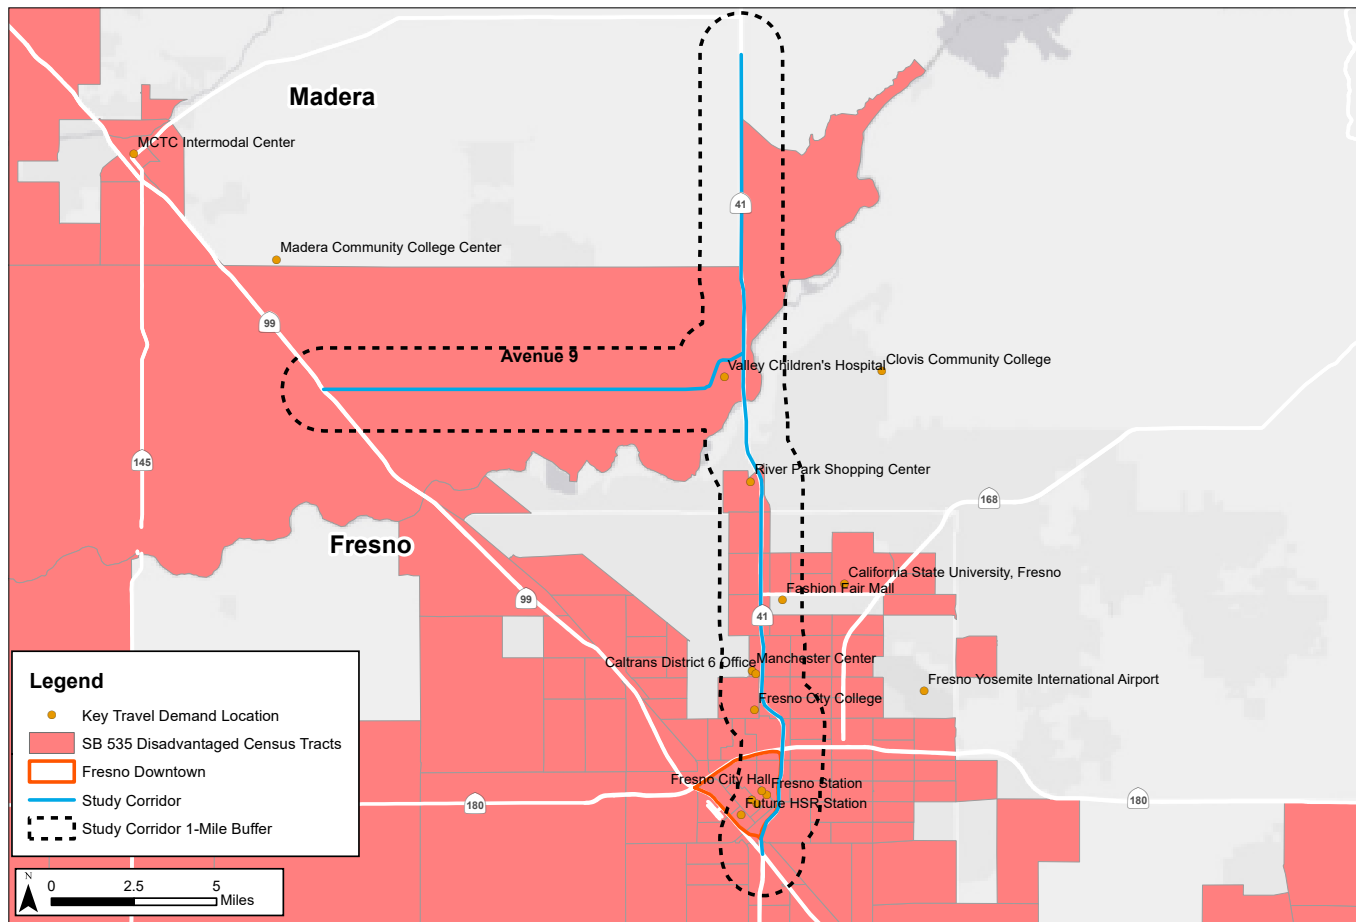 Madera
MCTC Intermodal Center
41
Madera Community College Center
99
Avenue 9
Valley Children's Hospital
Clovis Community College
145
River Park Shopping Center
168
Fresno
California State University, Fresno
Fashion Fair Mall
99
41
Caltrans District 6 Office
Manchester Center
Fresno Yosemite International Airport
Fresno City College
Fresno City Hall
Fresno Station
Future HSR Station
180
180
Legend
Key Travel Demand Location
SB 535 Disadvantaged Census Tracts
Fresno Downtown
Study Corridor
Study Corridor 1-Mile Buffer
N
0 2.5 5
Miles